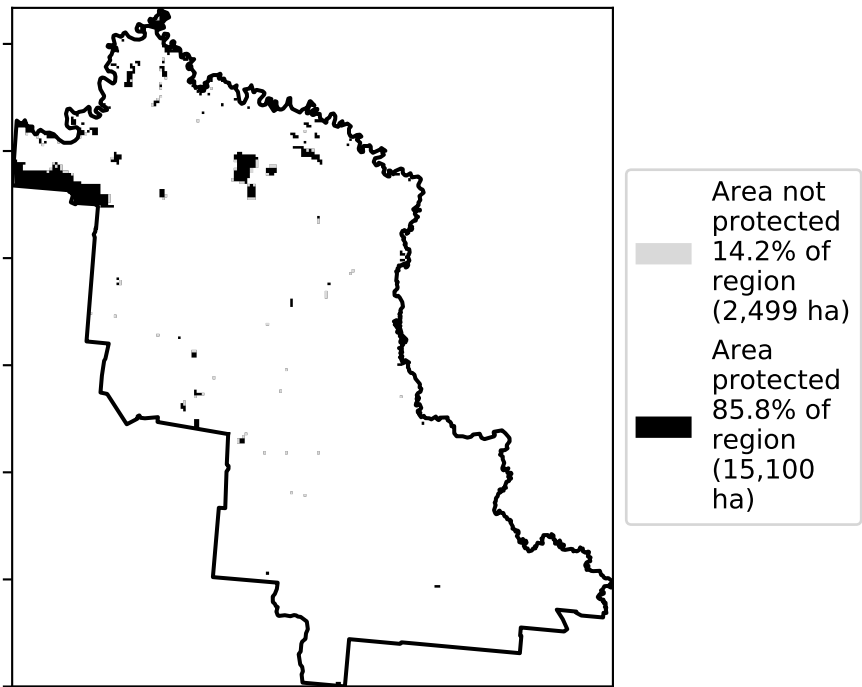 Area not
protected
14.2% of
region
(2,499 ha)
Area
protected
85.8% of
region
(15,100
ha)